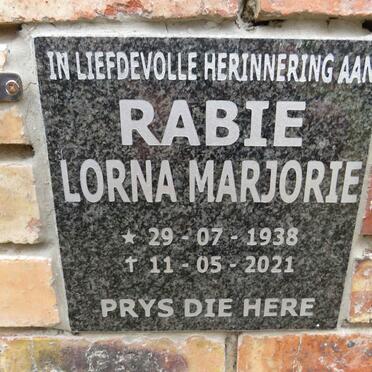 IN LIEFDEVOLLE HERINNERING AAN
RABIE
LORNA MARJORIE
★ 29 - 07 - 1938
† 11 - 05 - 2021
PRYS DIE HERE